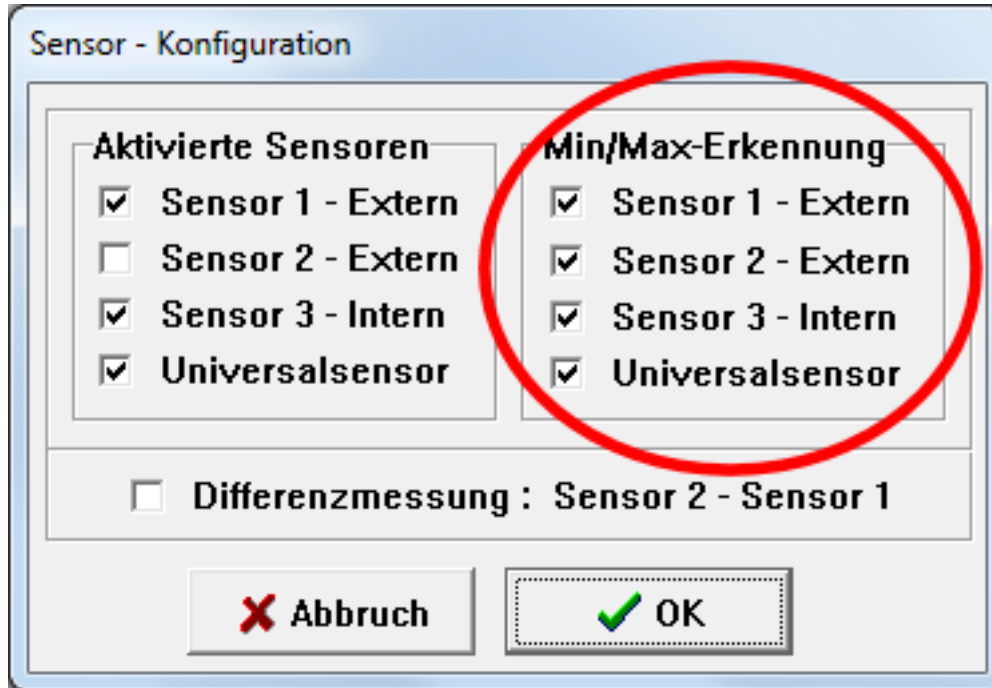 Sensor - Konfiguration
Aktivierte Sensoren
Sensor 1 - Extern
Sensor 2 - Extern
Sensor 3 - Intern
Universalsensor
Min/Max-Erkennung
Sensor 1 - Extern
Sensor 2 - Extern
Sensor 3 - Intern
Universalsensor
Differenzmessung : Sensor 2 - Sensor 1
Abbruch
OK